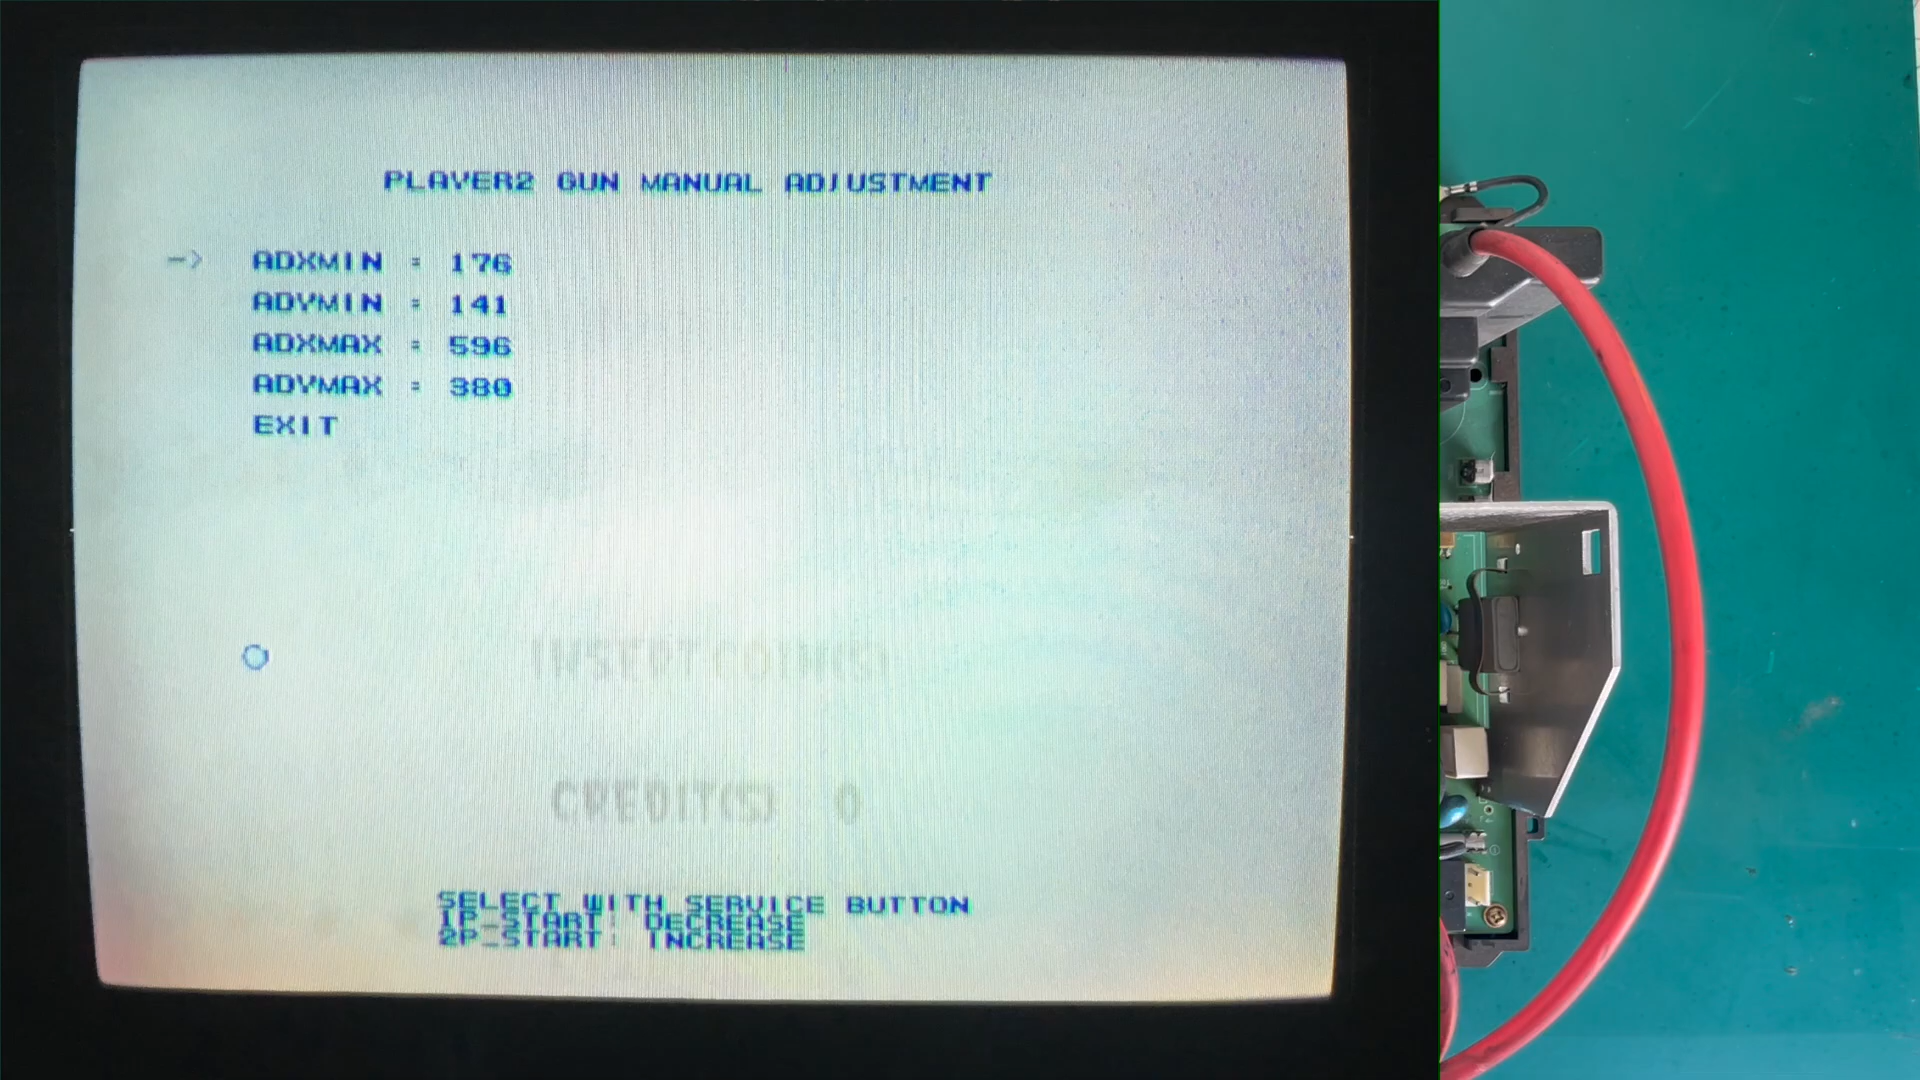 PLAYER2 GUN MANUAL ADJUSTMENT
-> ADXMIN = 176
ADYMIN = 141
ADXMAX = 596
ADYMAX = 380
EXIT
INSERT COIN(S)
CREDIT(S) 0
SELECT WITH SERVICE BUTTON
1P_START: DECREASE
2P_START: INCREASE